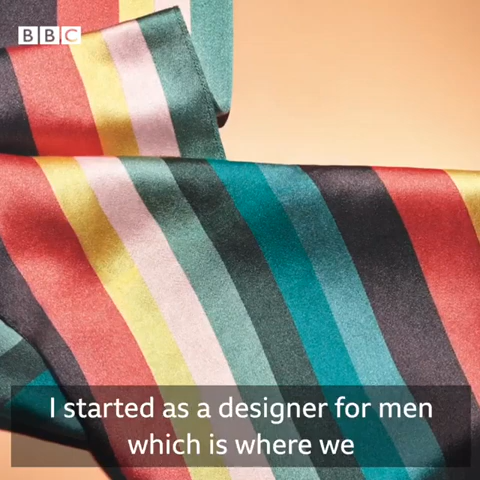 BBC
I started as a designer for men
which is where we